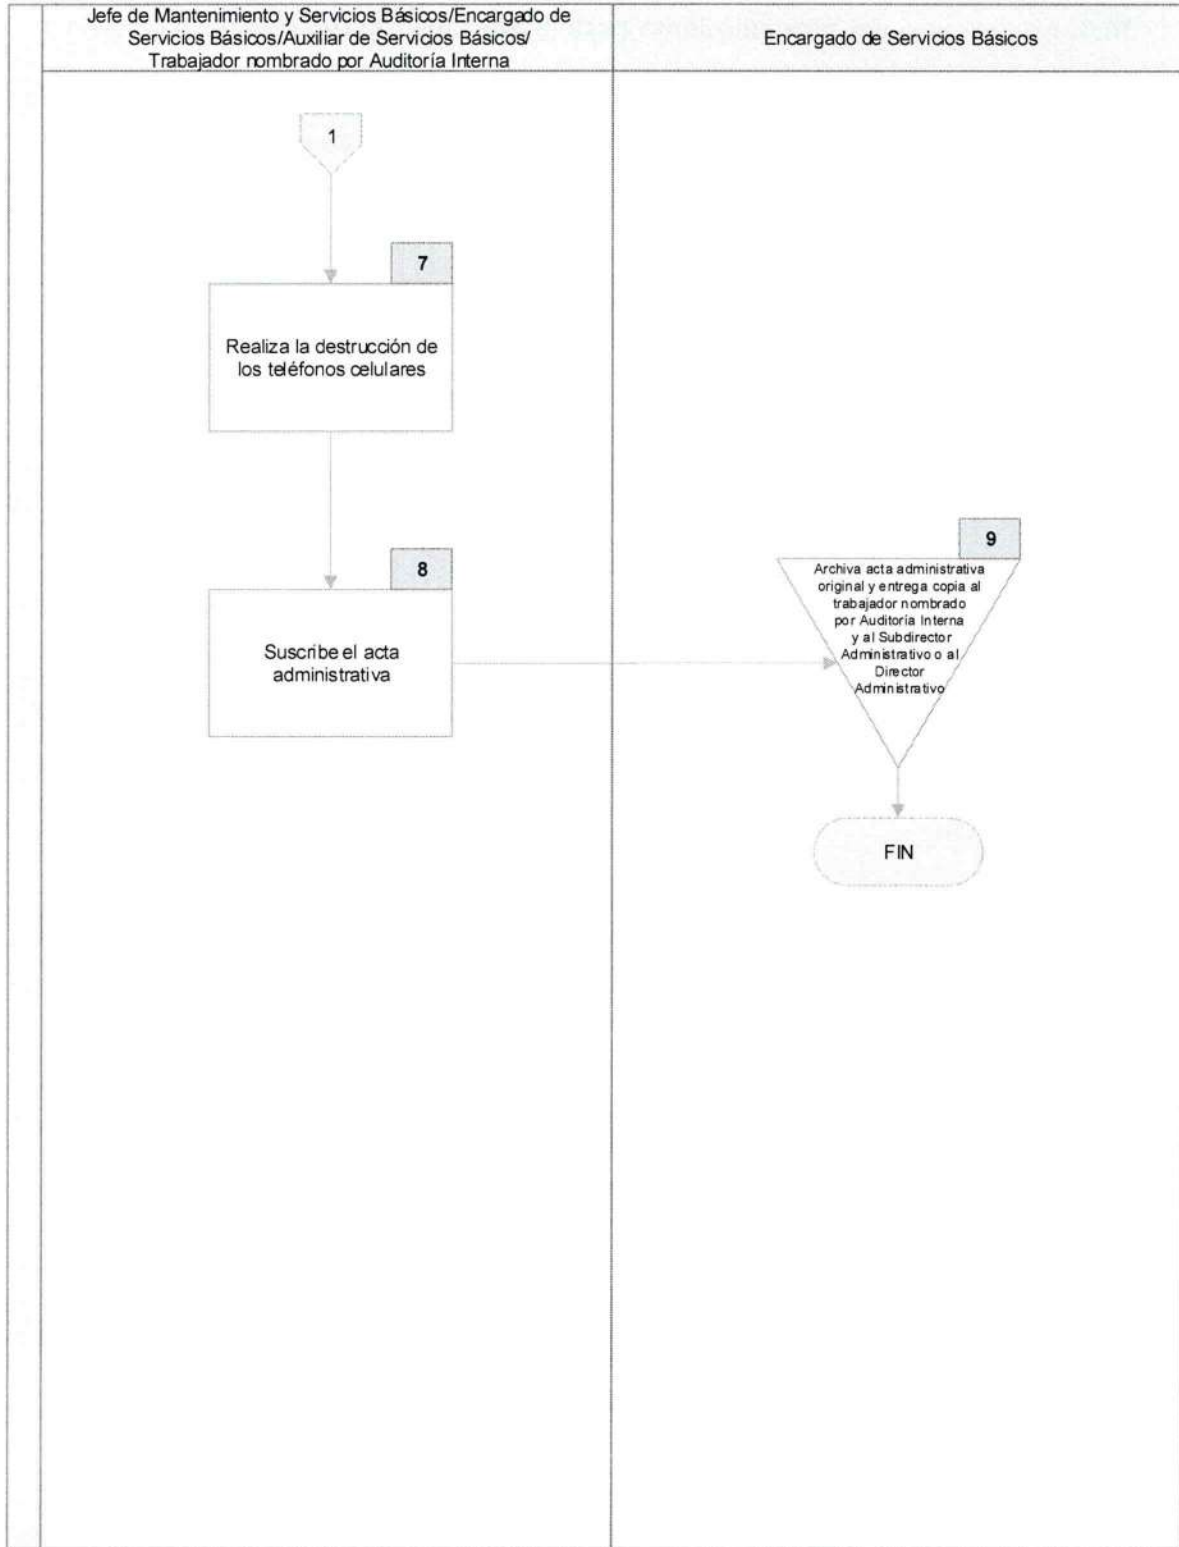 Jefe de Mantenimiento y Servicios Básicos/Encargado de
Servicios Básicos/Auxiliar de Servicios Básicos/
Trabajador nombrado por Auditoría Interna
Encargado de Servicios Básicos
1
7
Realiza la destrucción de
los teléfonos celulares
8
Suscribe el acta
administrativa
9
Archiva acta administrativa
original y entrega copia al
trabajador nombrado
por Auditoría Interna
y al Subdirector
Administrativo o al
Director
Administrativo
FIN